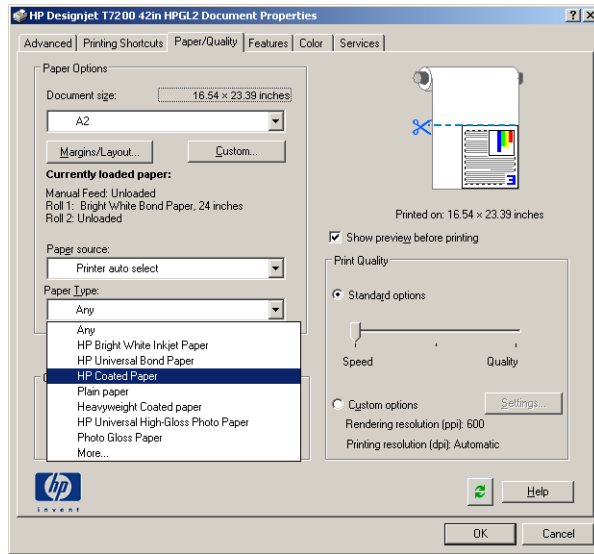 HP Designjet T7200 42in HPGL2 Document Properties
Advanced Printing Shortcuts Paper/Quality Features Color Services
Paper Options
Document size: 16.54 × 23.39 inches
A2
Margins/Layout... Custom...
Currently loaded paper:
Manual Feed: Unloaded
Roll 1: Bright White Bond Paper, 24 inches
Roll 2: Unloaded
Paper source:
Printer auto select
Paper Type:
Any
Any
HP Bright White Inkjet Paper
HP Universal Bond Paper
HP Coated Paper
Plain paper
Heavyweight Coated paper
HP Universal High-Gloss Photo Paper
Photo Gloss Paper
More...
3
Printed on: 16.54 × 23.39 inches
Show preview before printing
Print Quality
Standard options
Speed Quality
Custom options Settings...
Rendering resolution (ppi): 600
Printing resolution (dpi): Automatic
hp
invent
Help
OK Cancel